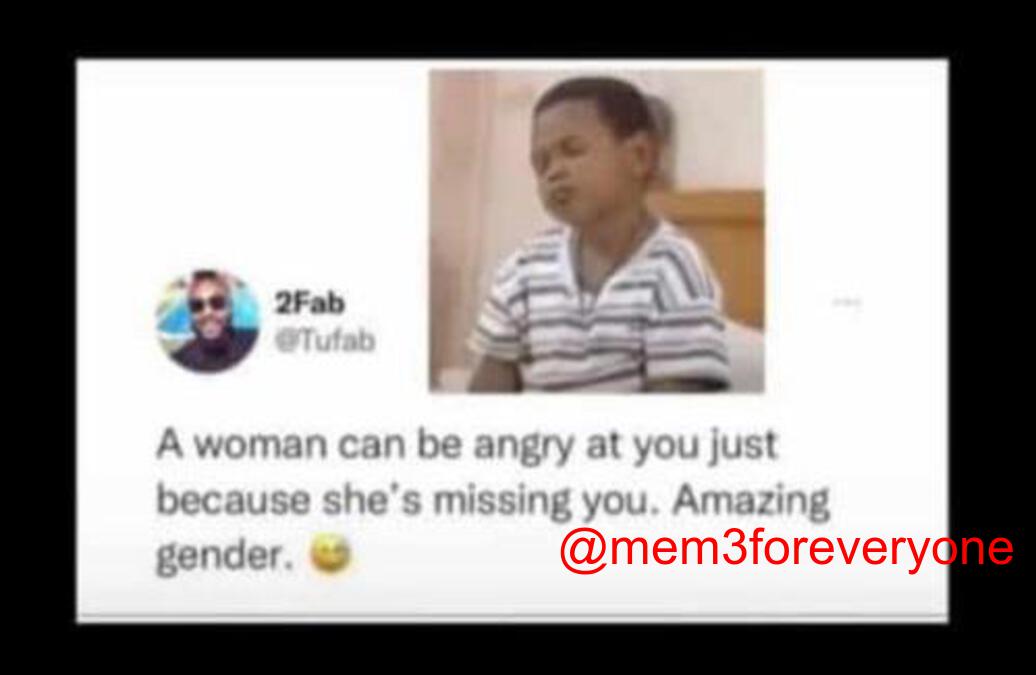 2Fab
@Tufab
A woman can be angry at you just
because she's missing you. Amazing
gender. 😅
@mem3foreveryone